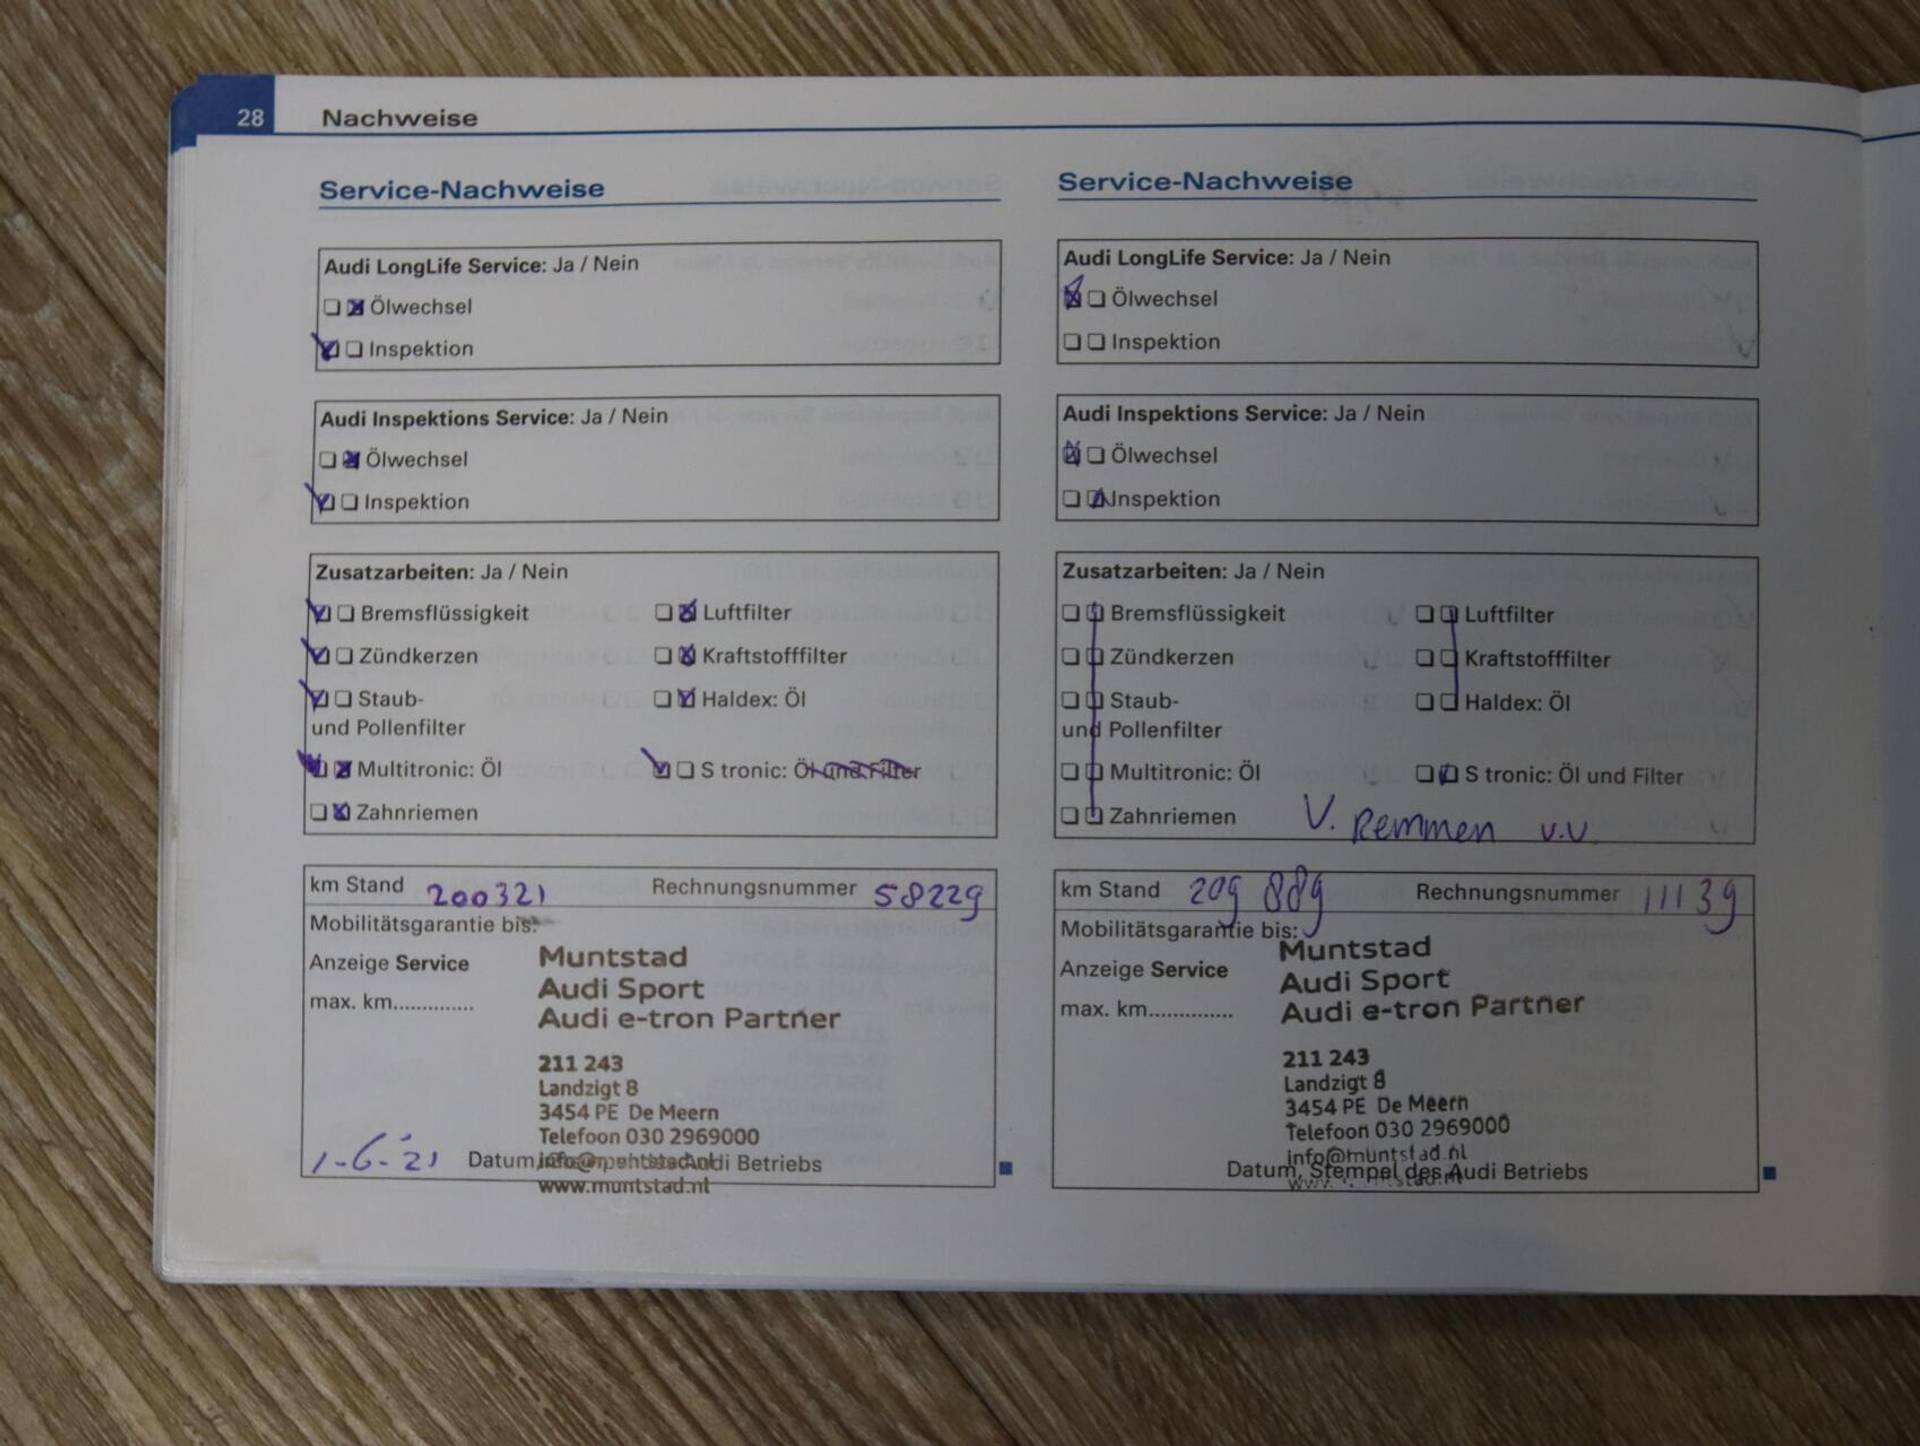 28
Nachweise
Service-Nachweise
Audi LongLife Service: Ja / Nein
Ölwechsel
Inspektion
Audi Inspektions Service: Ja / Nein
Ölwechsel
Inspektion
Zusatzarbeiten: Ja / Nein
Bremsflüssigkeit
Luftfilter
Zündkerzen
Kraftstofffilter
Staub-
und Pollenfilter
Haldex: Öl
Multitronic: Öl
S tronic: Öl und Filter
Zahnriemen
km Stand 200321
Rechnungsnummer 58229
Mobilitätsgarantie bis:
Anzeige Service
max. km..............
Muntstad
Audi Sport
Audi e-tron Partner
211 243
Landzigt 8
3454 PE De Meern
Telefoon 030 2969000
info@muntstad.nl
www.muntstad.nl
1-6-'21
Datum, Audi Betriebs
Service-Nachweise
Audi LongLife Service: Ja / Nein
Ölwechsel
Inspektion
Audi Inspektions Service: Ja / Nein
Ölwechsel
Inspektion
Zusatzarbeiten: Ja / Nein
Bremsflüssigkeit
Luftfilter
Zündkerzen
Kraftstofffilter
Staub-
und Pollenfilter
Haldex: Öl
Multitronic: Öl
S tronic: Öl und Filter
Zahnriemen
V. Remmen v.v
km Stand 209 889
Rechnungsnummer 11139
Mobilitätsgarantie bis:
Anzeige Service
max. km..............
Muntstad
Audi Sport
Audi e-tron Partner
211 243
Landzigt 8
3454 PE De Meern
Telefoon 030 2969000
info@muntstad.nl
Datum, Stempel des Audi Betriebs